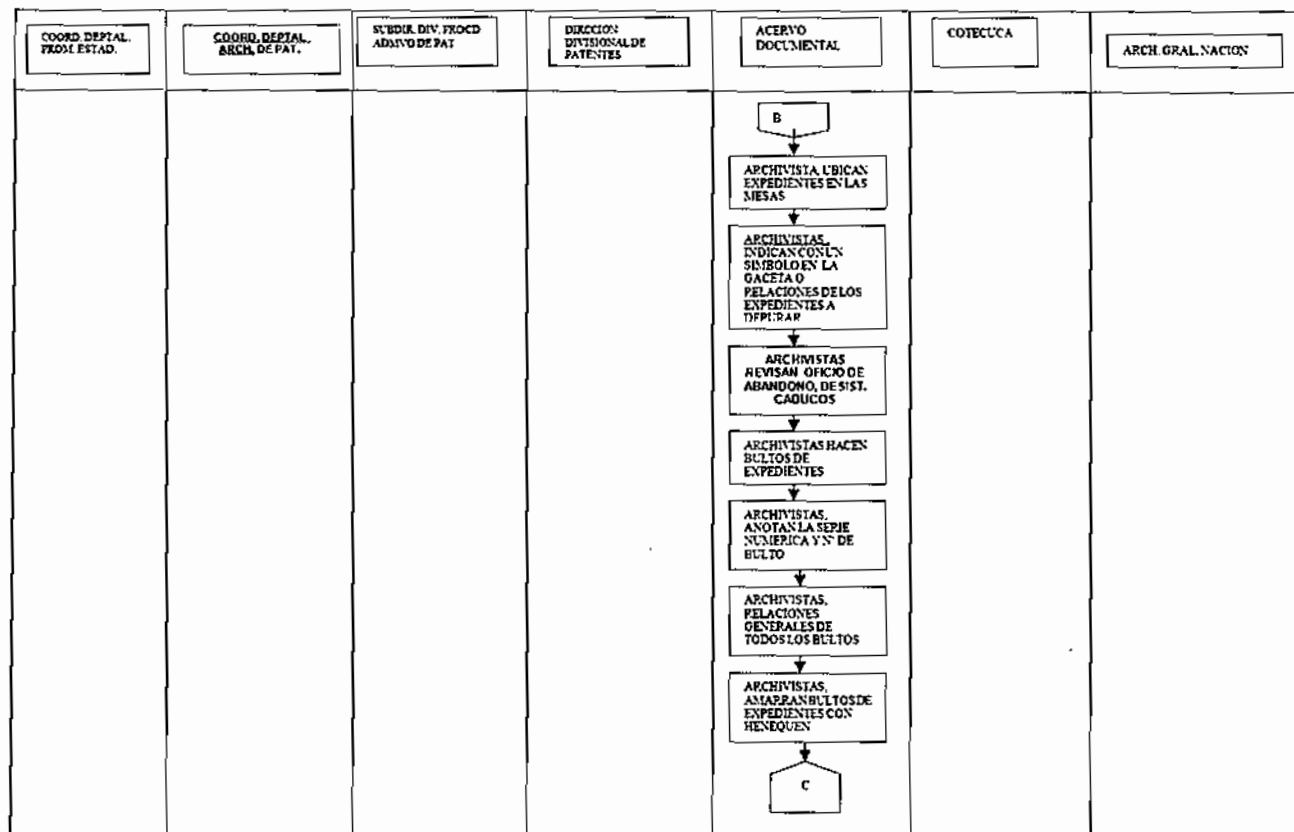 COORD. DEPTAL.
PROM. ESTAD.
COORD. DEPTAL.
ARCH. DE PAT.
SUBDIR. DIV. PROCD
ADMVO DE PAT
DIRCCION
DIVISIONAL DE
PATENTES
ACERVO
DOCUMENTAL
COTECUCA
ARCH. GRAL. NACION
B
ARCHIVISTA, UBICAN
EXPEDIENTES EN LAS
MESAS
ARCHIVISTAS,
INDICAN CON UN
SIMBOLO EN LA
GACETA O
RELACIONES DE LOS
EXPEDIENTES A
DEPURAR
ARCHIVISTAS
REVISAN OFICIO DE
ABANDONO, DE SIST.
CADUCOS
ARCHIVISTAS HACEN
BULTOS DE
EXPEDIENTES
ARCHIVISTAS,
ANOTAN LA SERIE
NUMERICA Y N° DE
BULTO
ARCHIVISTAS,
RELACIONES
GENERALES DE
TODOS LOS BULTOS
ARCHIVISTAS,
AMARRAN BULTOS DE
EXPEDIENTES CON
HENEQUEN
C